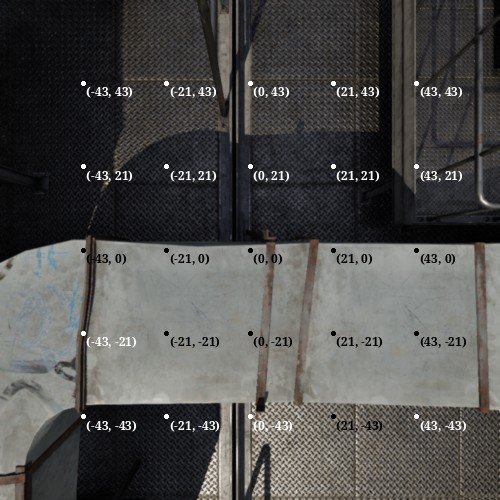 (-43, 43) (-21, 43) (0, 43) (21, 43) (43, 43)
(-43, 21) (-21, 21) (0, 21) (21, 21) (43, 21)
(-43, 0) (-21, 0) (0, 0) (21, 0) (43, 0)
(-43, -21) (-21, -21) (0, -21) (21, -21) (43, -21)
(-43, -43) (-21, -43) (0, -43) (21, -43) (43, -43)